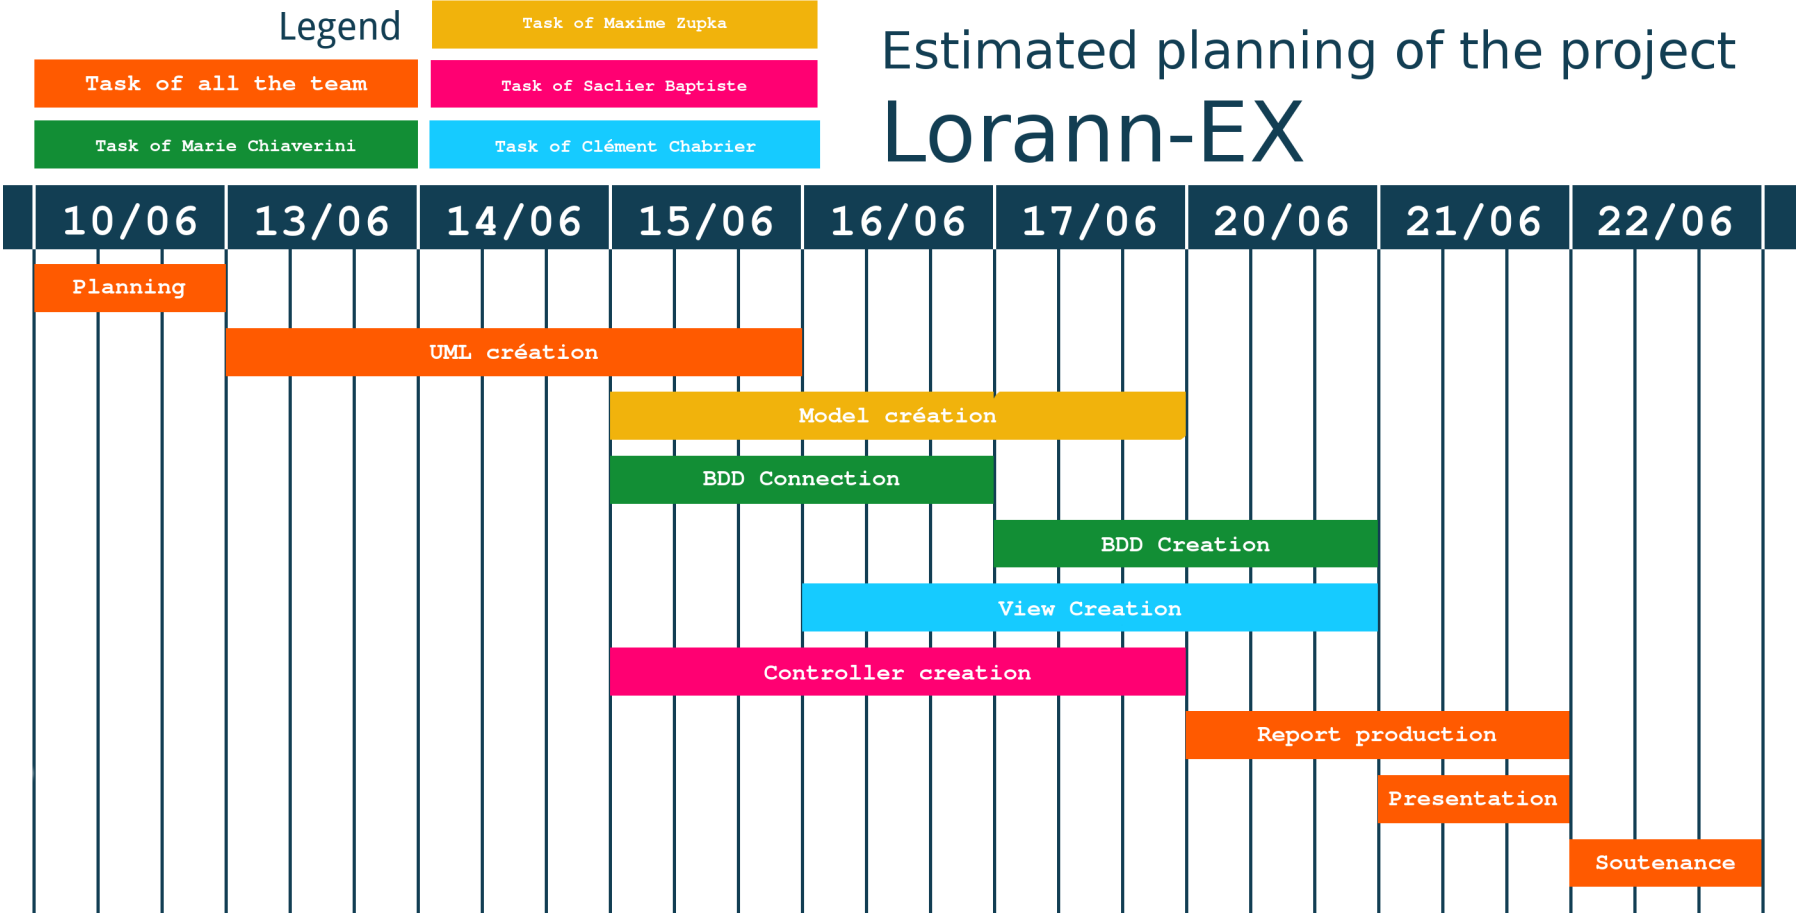 Legend
Task of Maxime Zupka
Task of all the team
Task of Saclier Baptiste
Task of Marie Chiaverini
Task of Clément Chabrier
Estimated planning of the project
Lorann-EX
10/06 13/06 14/06 15/06 16/06 17/06 20/06 21/06 22/06
Planning
UML création
Model création
BDD Connection
BDD Creation
View Creation
Controller creation
Report production
Presentation
Soutenance